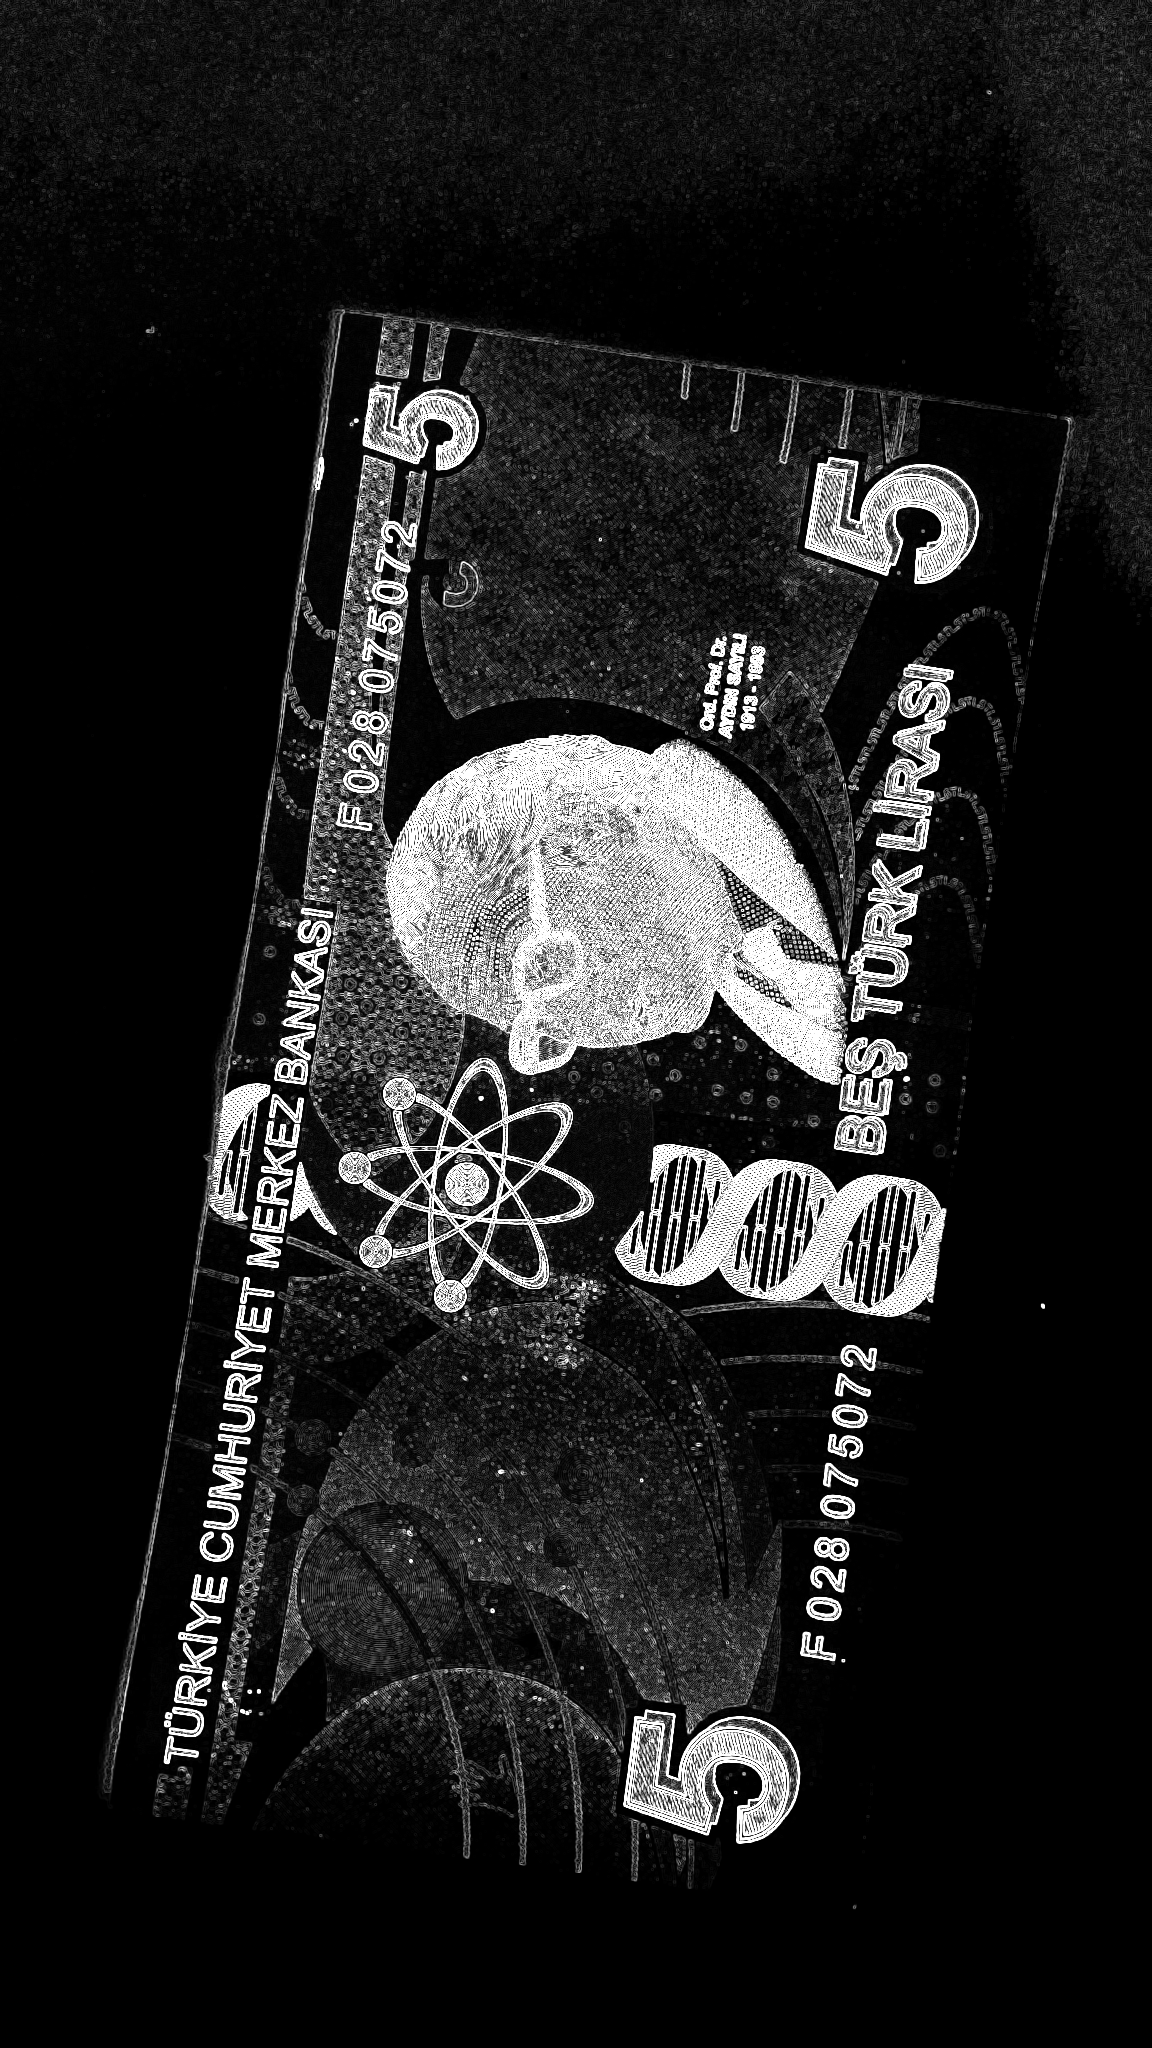 5
F 028 075072
TÜRKİYE CUMHURİYET MERKEZ BANKASI
Ord. Prof. Dr.
AYDIN SAYILI
1913 - 1993
BEŞ TÜRK LİRASI
5
F 028 075072
5